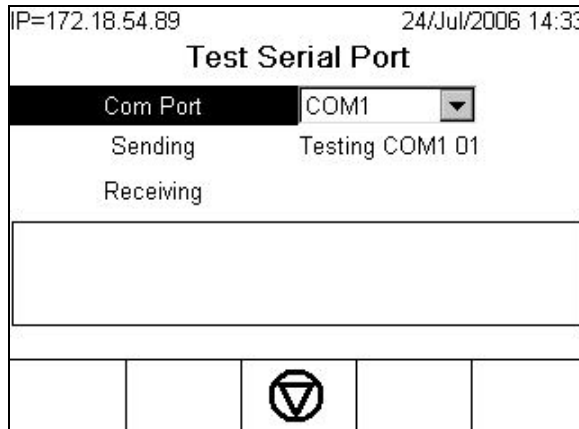 IP=172.18.54.89 24/Jul/2006 14:33
Test Serial Port
Com Port COM1
Sending Testing COM1 01
Receiving